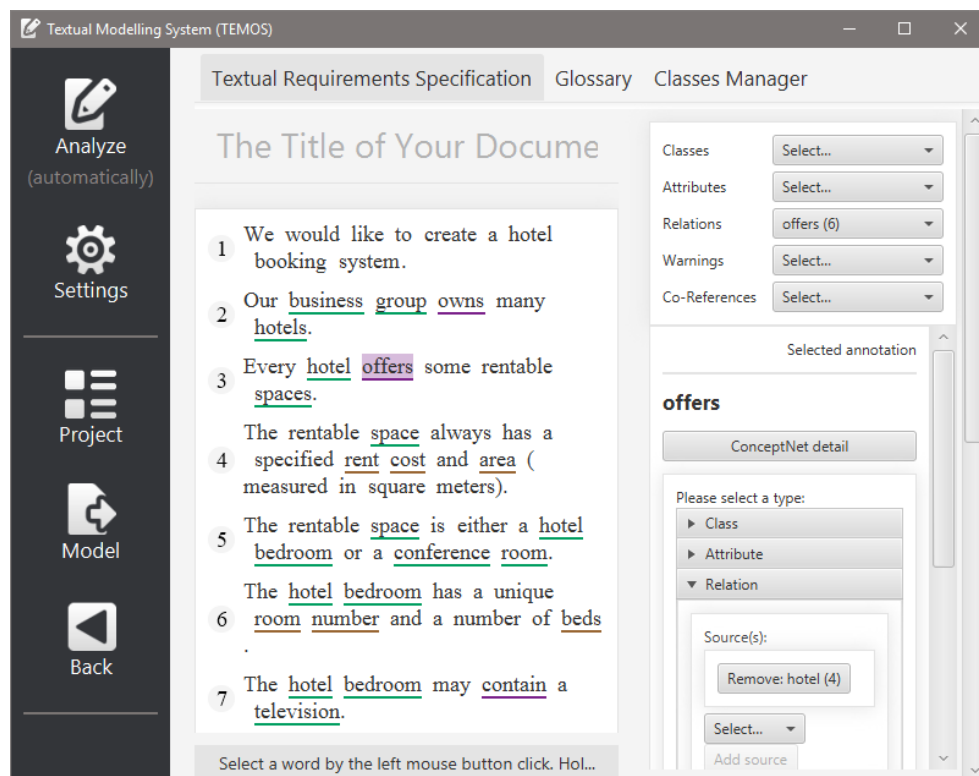 Textual Modelling System (TEMOS)
Analyze
(automatically)
Settings
Project
Model
Back
Textual Requirements Specification Glossary Classes Manager
The Title of Your Docume
1 We would like to create a hotel
booking system.
2 Our business group owns many
hotels.
3 Every hotel offers some rentable
spaces.
4 The rentable space always has a
specified rent cost and area (
measured in square meters).
5 The rentable space is either a hotel
bedroom or a conference room.
6 The hotel bedroom has a unique
room number and a number of beds
.
7 The hotel bedroom may contain a
television.
Select a word by the left mouse button click. Hol...
Classes Select...
Attributes Select...
Relations offers (6)
Warnings Select...
Co-References Select...
Selected annotation
offers
ConceptNet detail
Please select a type:
Class
Attribute
Relation
Source(s):
Remove: hotel (4)
Select...
Add source